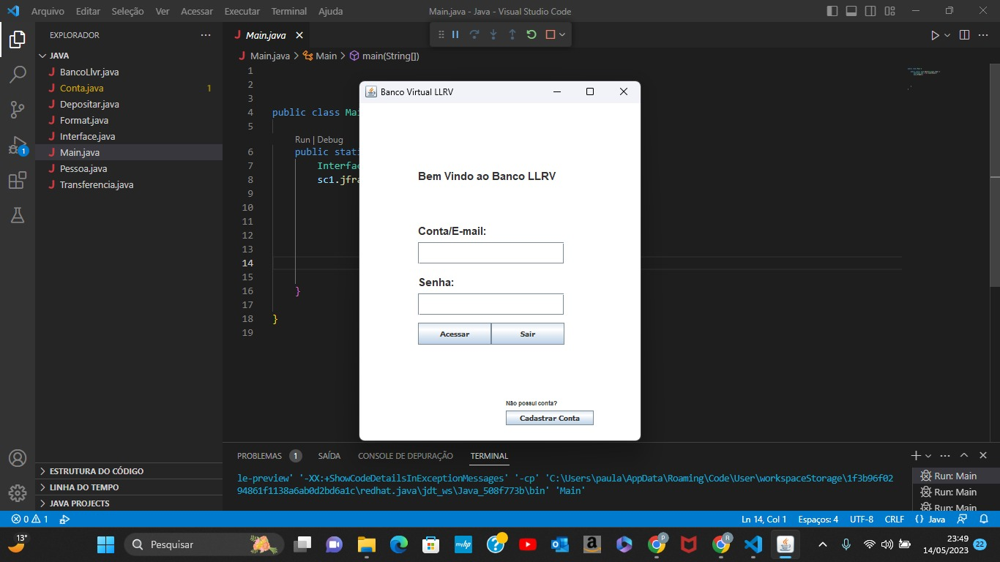 Arquivo Editar Seleção Ver Acessar Executar Terminal Ajuda
Main.java - Java - Visual Studio Code
EXPLORADOR
JAVA
J BancoLlvr.java
J Conta.java 1
J Depositar.java
J Format.java
J Interface.java
J Main.java
J Pessoa.java
J Transferencia.java
ESTRUTURA DO CÓDIGO
LINHA DO TEMPO
JAVA PROJECTS
1
J Main.java
J Main.java > Main > main(String[])
1
2
3
4 public class Mai
5
Run | Debug
6 public stati
7 Interfac
8 sc1.jfra
9
10
11
12
13
14
15
16 }
17
18 }
19
Banco Virtual LLRV
Bem Vindo ao Banco LLRV
Conta/E-mail:
Senha:
Acessar Sair
Não possui conta?
Cadastrar Conta
PROBLEMAS 1 SAÍDA CONSOLE DE DEPURAÇÃO TERMINAL
le-preview' '-XX:+ShowCodeDetailsInExceptionMessages' '-cp' 'C:\Users\paula\AppData\Roaming\Code\User\workspaceStorage\1f3b96f02
94861f1138a6ab0d2bd6a1c\redhat.java\jdt_ws\Java_508f773b\bin' 'Main'
Run: Main
Run: Main
Run: Main
0 1
Ln 14, Col 1 Espaços: 4 UTF-8 CRLF {} Java
13°
Pesquisar
myhp
P
R
23:49
14/05/2023
22